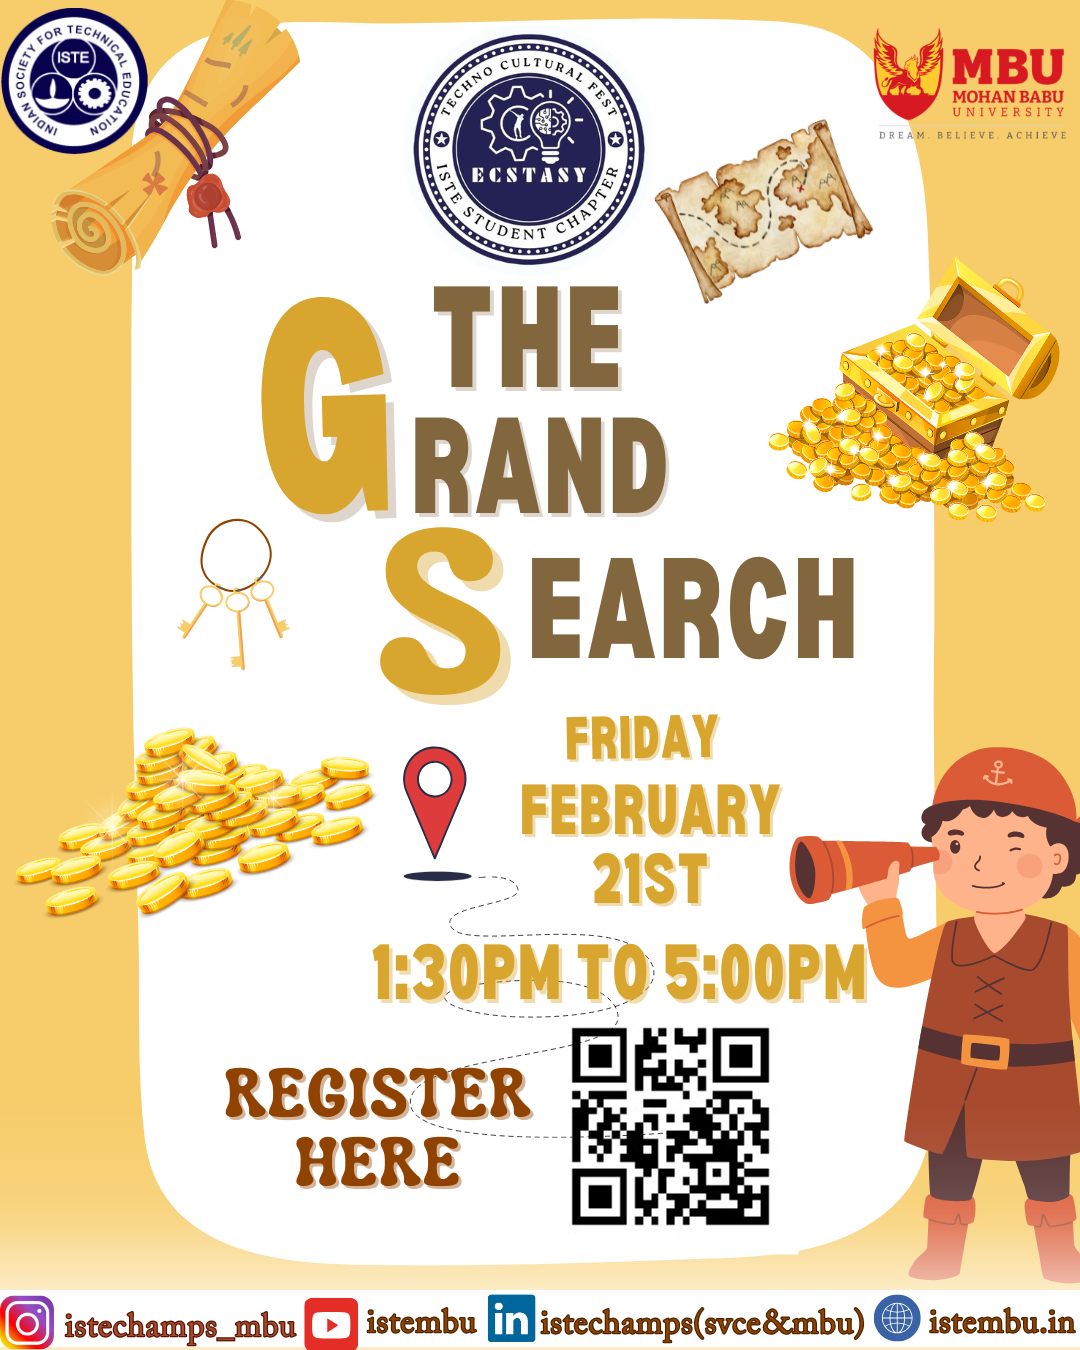 INDIAN SOCIETY FOR TECHNICAL EDUCATION
ISTE
TECHNO CULTURAL FEST
ECSTASY
ISTE STUDENT CHAPTER
MBU
MOHAN BABU
UNIVERSITY
DREAM. BELIEVE. ACHIEVE
THE
GRAND
SEARCH
FRIDAY
FEBRUARY
21ST
1:30PM TO 5:00PM
REGISTER
HERE
istechamps_mbu
istembu
in istechamps(svce&mbu)
istembu.in